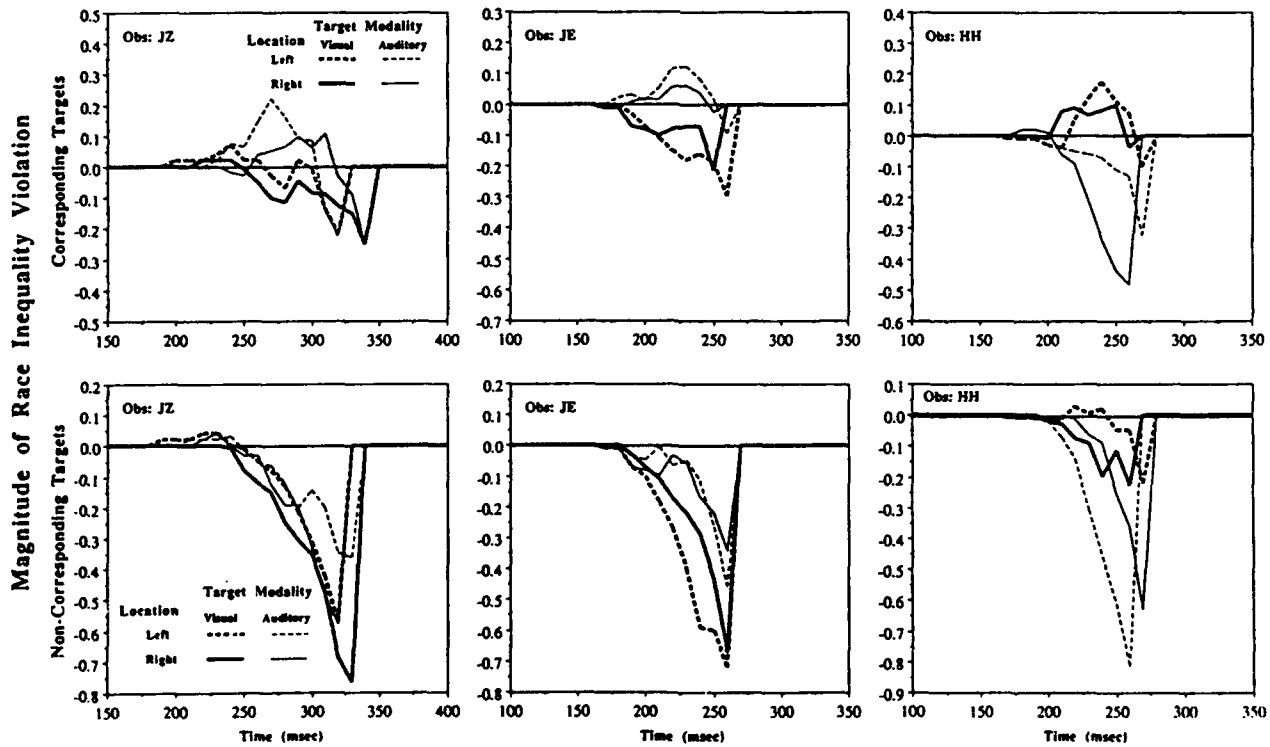 Magnitude of Race Inequality Violation
Corresponding Targets
0.5
0.4
0.3
0.2
0.1
0.0
-0.1
-0.2
-0.3
-0.4
-0.5
Obs: JZ
Target Modality
Location Visual Auditory
Left
Right
150 200 250 300 350 400
0.3
0.2
0.1
0.0
-0.1
-0.2
-0.3
-0.4
-0.5
-0.6
-0.7
Obs: JE
100 150 200 250 300 350
0.4
0.3
0.2
0.1
0.0
-0.1
-0.2
-0.3
-0.4
-0.5
-0.6
Obs: HH
100 150 200 250 300 350
Non-Corresponding Targets
0.2
0.1
0.0
-0.1
-0.2
-0.3
-0.4
-0.5
-0.6
-0.7
-0.8
Obs: JZ
Target Modality
Location Visual Auditory
Left
Right
150 200 250 300 350 400
Time (msec)
0.2
0.1
0.0
-0.1
-0.2
-0.3
-0.4
-0.5
-0.6
-0.7
-0.8
Obs: JE
100 150 200 250 300 350
Time (msec)
0.1
0.0
-0.1
-0.2
-0.3
-0.4
-0.5
-0.6
-0.7
-0.8
-0.9
Obs: HH
100 150 200 250 300 350
Time (msec)